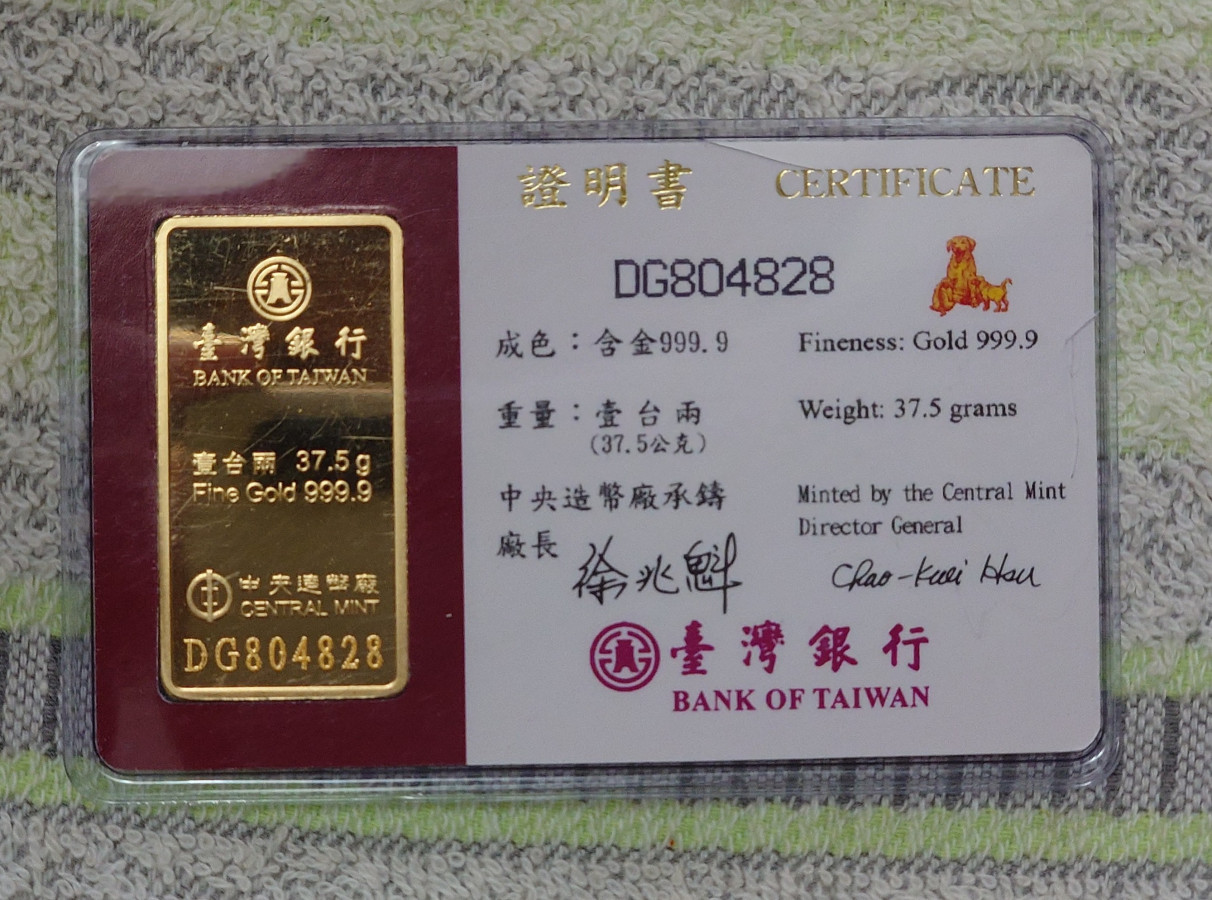 臺灣銀行
BANK OF TAIWAN
壹台兩 37.5g
Fine Gold 999.9
中央造幣廠
CENTRAL MINT
DG804828
證明書 CERTIFICATE
DG804828
成色：含金999.9 Fineness: Gold 999.9
重量：壹台兩 Weight: 37.5 grams
(37.5公克)
中央造幣廠承鑄 Minted by the Central Mint
廠長 Director General
徐兆魁 Chao-Kuei Hsu
臺灣銀行
BANK OF TAIWAN